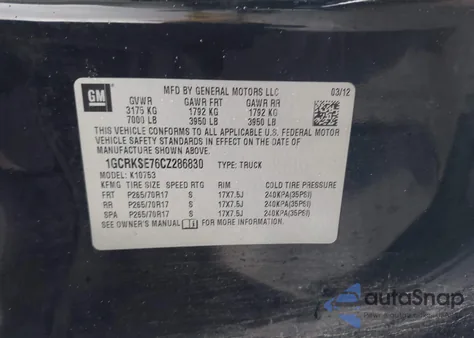 GM
MFD BY GENERAL MOTORS LLC 03/12
GVWR GAWR FRT GAWR RR
3175 KG 1792 KG 1792 KG
7000 LB 3950 LB 3950 LB
THIS VEHICLE CONFORMS TO ALL APPLICABLE U.S. FEDERAL MOTOR
VEHICLE SAFETY STANDARDS IN EFFECT ON THE DATE OF
MANUFACTURE SHOWN ABOVE.
1GCRKSE76CZ286830 TYPE: TRUCK
MODEL: K10753
KFMIG TIRE SIZE SPEED RTG RIM COLD TIRE PRESSURE
FRT P265/70R17 S 17X7.5J 240KPA(35PSI)
RR P265/70R17 S 17X7.5J 240KPA(35PSI)
SPA P265/70R17 S 17X7.5J 240KPA(35PSI)
SEE OWNER'S MANUAL FOR MORE INFORMATION.
autoSnap